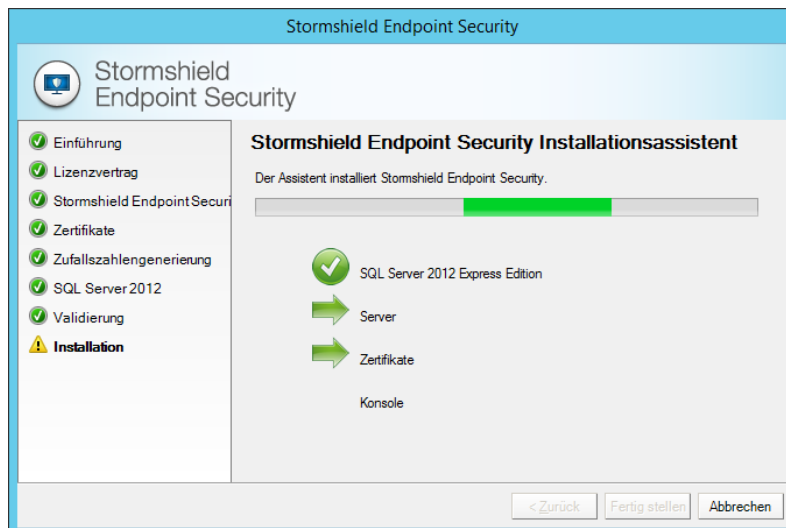 Stormshield Endpoint Security
Stormshield
Endpoint Security
Einführung
Lizenzvertrag
Stormshield Endpoint Securi
Zertifikate
Zufallszahlengenerierung
SQL Server 2012
Validierung
Installation
Stormshield Endpoint Security Installationsassistent
Der Assistent installiert Stormshield Endpoint Security.
SQL Server 2012 Express Edition
Server
Zertifikate
Konsole
< Zurück
Fertig stellen
Abbrechen